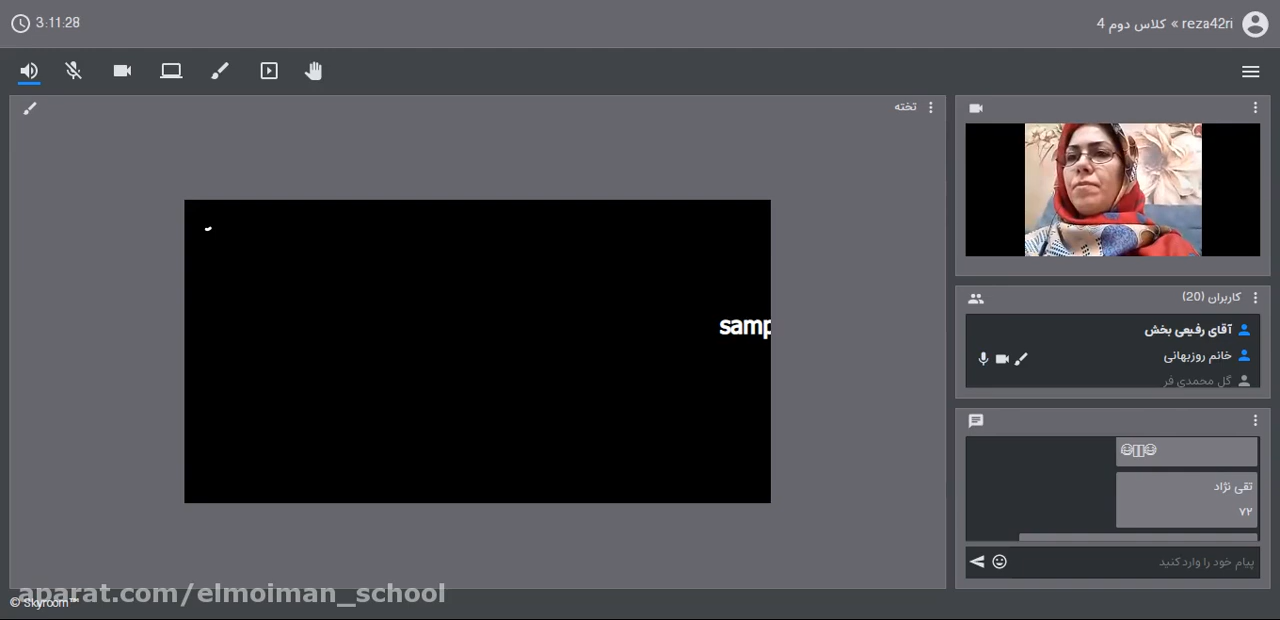 3:11:28
reza42ri » کلاس دوم 4
تخته
samp
کاربران (20)
آقای رفیعی بخش
خانم روزبهانی
گل محمدی فر
تقی نژاد
۷۲
پیام خود را وارد کنید
aparat.com/elmoiman_school
© Skyroom™